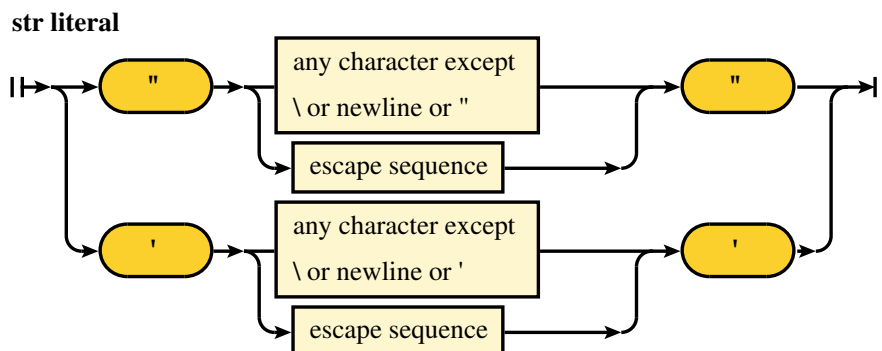 str literal
"
any character except
\ or newline or "
"
escape sequence
'
any character except
\ or newline or '
'
escape sequence